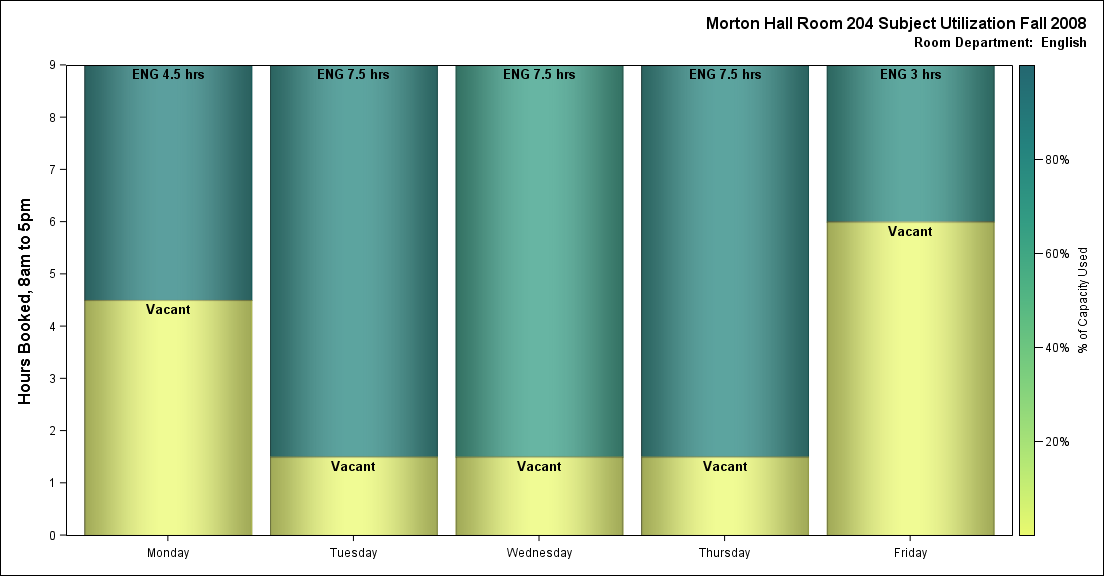 Morton Hall Room 204 Subject Utilization Fall 2008
Room Department: English
Hours Booked, 8am to 5pm
9
8
7
6
5
4
3
2
1
0
ENG 4.5 hrs
ENG 7.5 hrs
ENG 7.5 hrs
ENG 7.5 hrs
ENG 3 hrs
Vacant
Vacant
Vacant
Vacant
Vacant
Monday
Tuesday
Wednesday
Thursday
Friday
80%
60%
40%
20%
% of Capacity Used